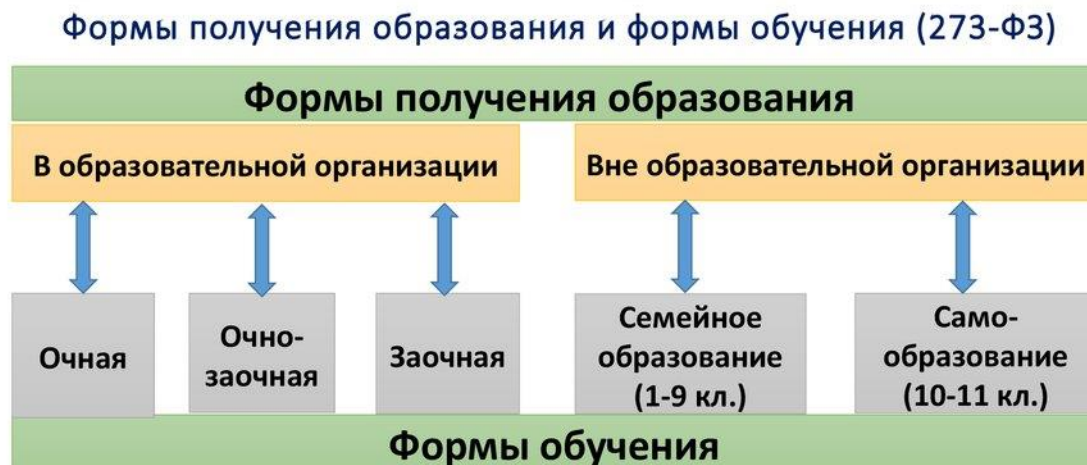 Формы получения образования и формы обучения (273-ФЗ)
Формы получения образования
В образовательной организации
Вне образовательной организации
Очная
Очно-
заочная
Заочная
Семейное
образование
(1-9 кл.)
Само-
образование
(10-11 кл.)
Формы обучения